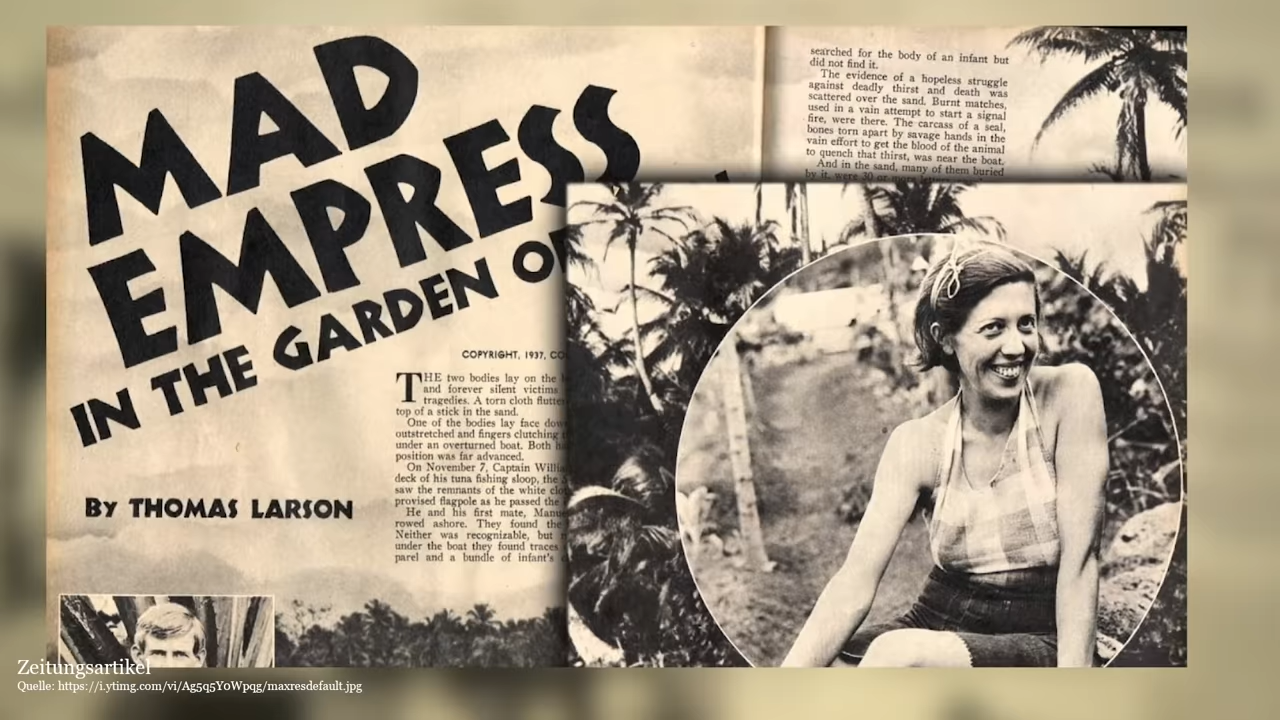 MAD
EMPRESS
IN THE GARDEN OF
By THOMAS LARSON
COPYRIGHT, 1937,
THE two bodies lay on the
and forever silent victims
tragedies. A torn cloth
top of a stick in the sand.
One of the bodies lay face
outstretched and fingers clutching
under an overturned boat. Both
position was far advanced.
On November 7, Captain
deck of his tuna fishing sloop, the
saw the remnants of the white
provised flagpole as he passed the
He and his first mate,
rowed ashore. They found the
Neither was recognizable, but
under the boat they found traces
parcel and a bundle of infant's
searched for the body of an infant but
did not find it.
The evidence of a hopeless struggle
against deadly thirst and death was
scattered over the sand. Burnt matches,
used in a vain attempt to start a signal
fire, were there. The carcass of a seal,
bones torn apart by savage hands in the
vain effort to get the blood of the animal
to quench that thirst, was near the boat.
And in the sand, many of them buried
by it, were 30 or more
Zeitungsartikel
Quelle: https://i.ytimg.com/vi/Ag5q5YoWpqg/maxresdefault.jpg